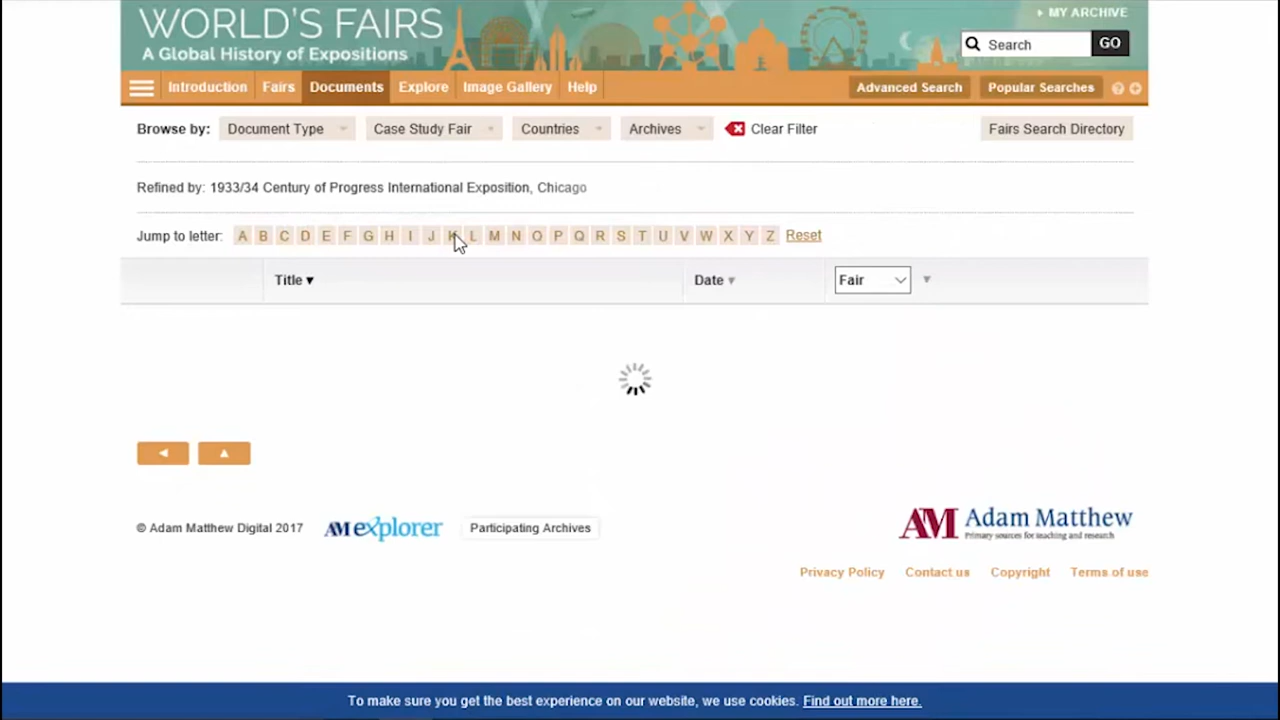 WORLD'S FAIRS
A Global History of Expositions
MY ARCHIVE
Search GO
Introduction Fairs Documents Explore Image Gallery Help Advanced Search Popular Searches ? +
Browse by: Document Type Case Study Fair Countries Archives Clear Filter Fairs Search Directory
Refined by: 1933/34 Century of Progress International Exposition, Chicago
Jump to letter: A B C D E F G H I J K L M N O P Q R S T U V W X Y Z Reset
Title ▾ Date ▾ Fair
© Adam Matthew Digital 2017 AM explorer Participating Archives
AM Adam Matthew
Primary sources for teaching and research
Privacy Policy Contact us Copyright Terms of use
To make sure you get the best experience on our website, we use cookies. Find out more here.